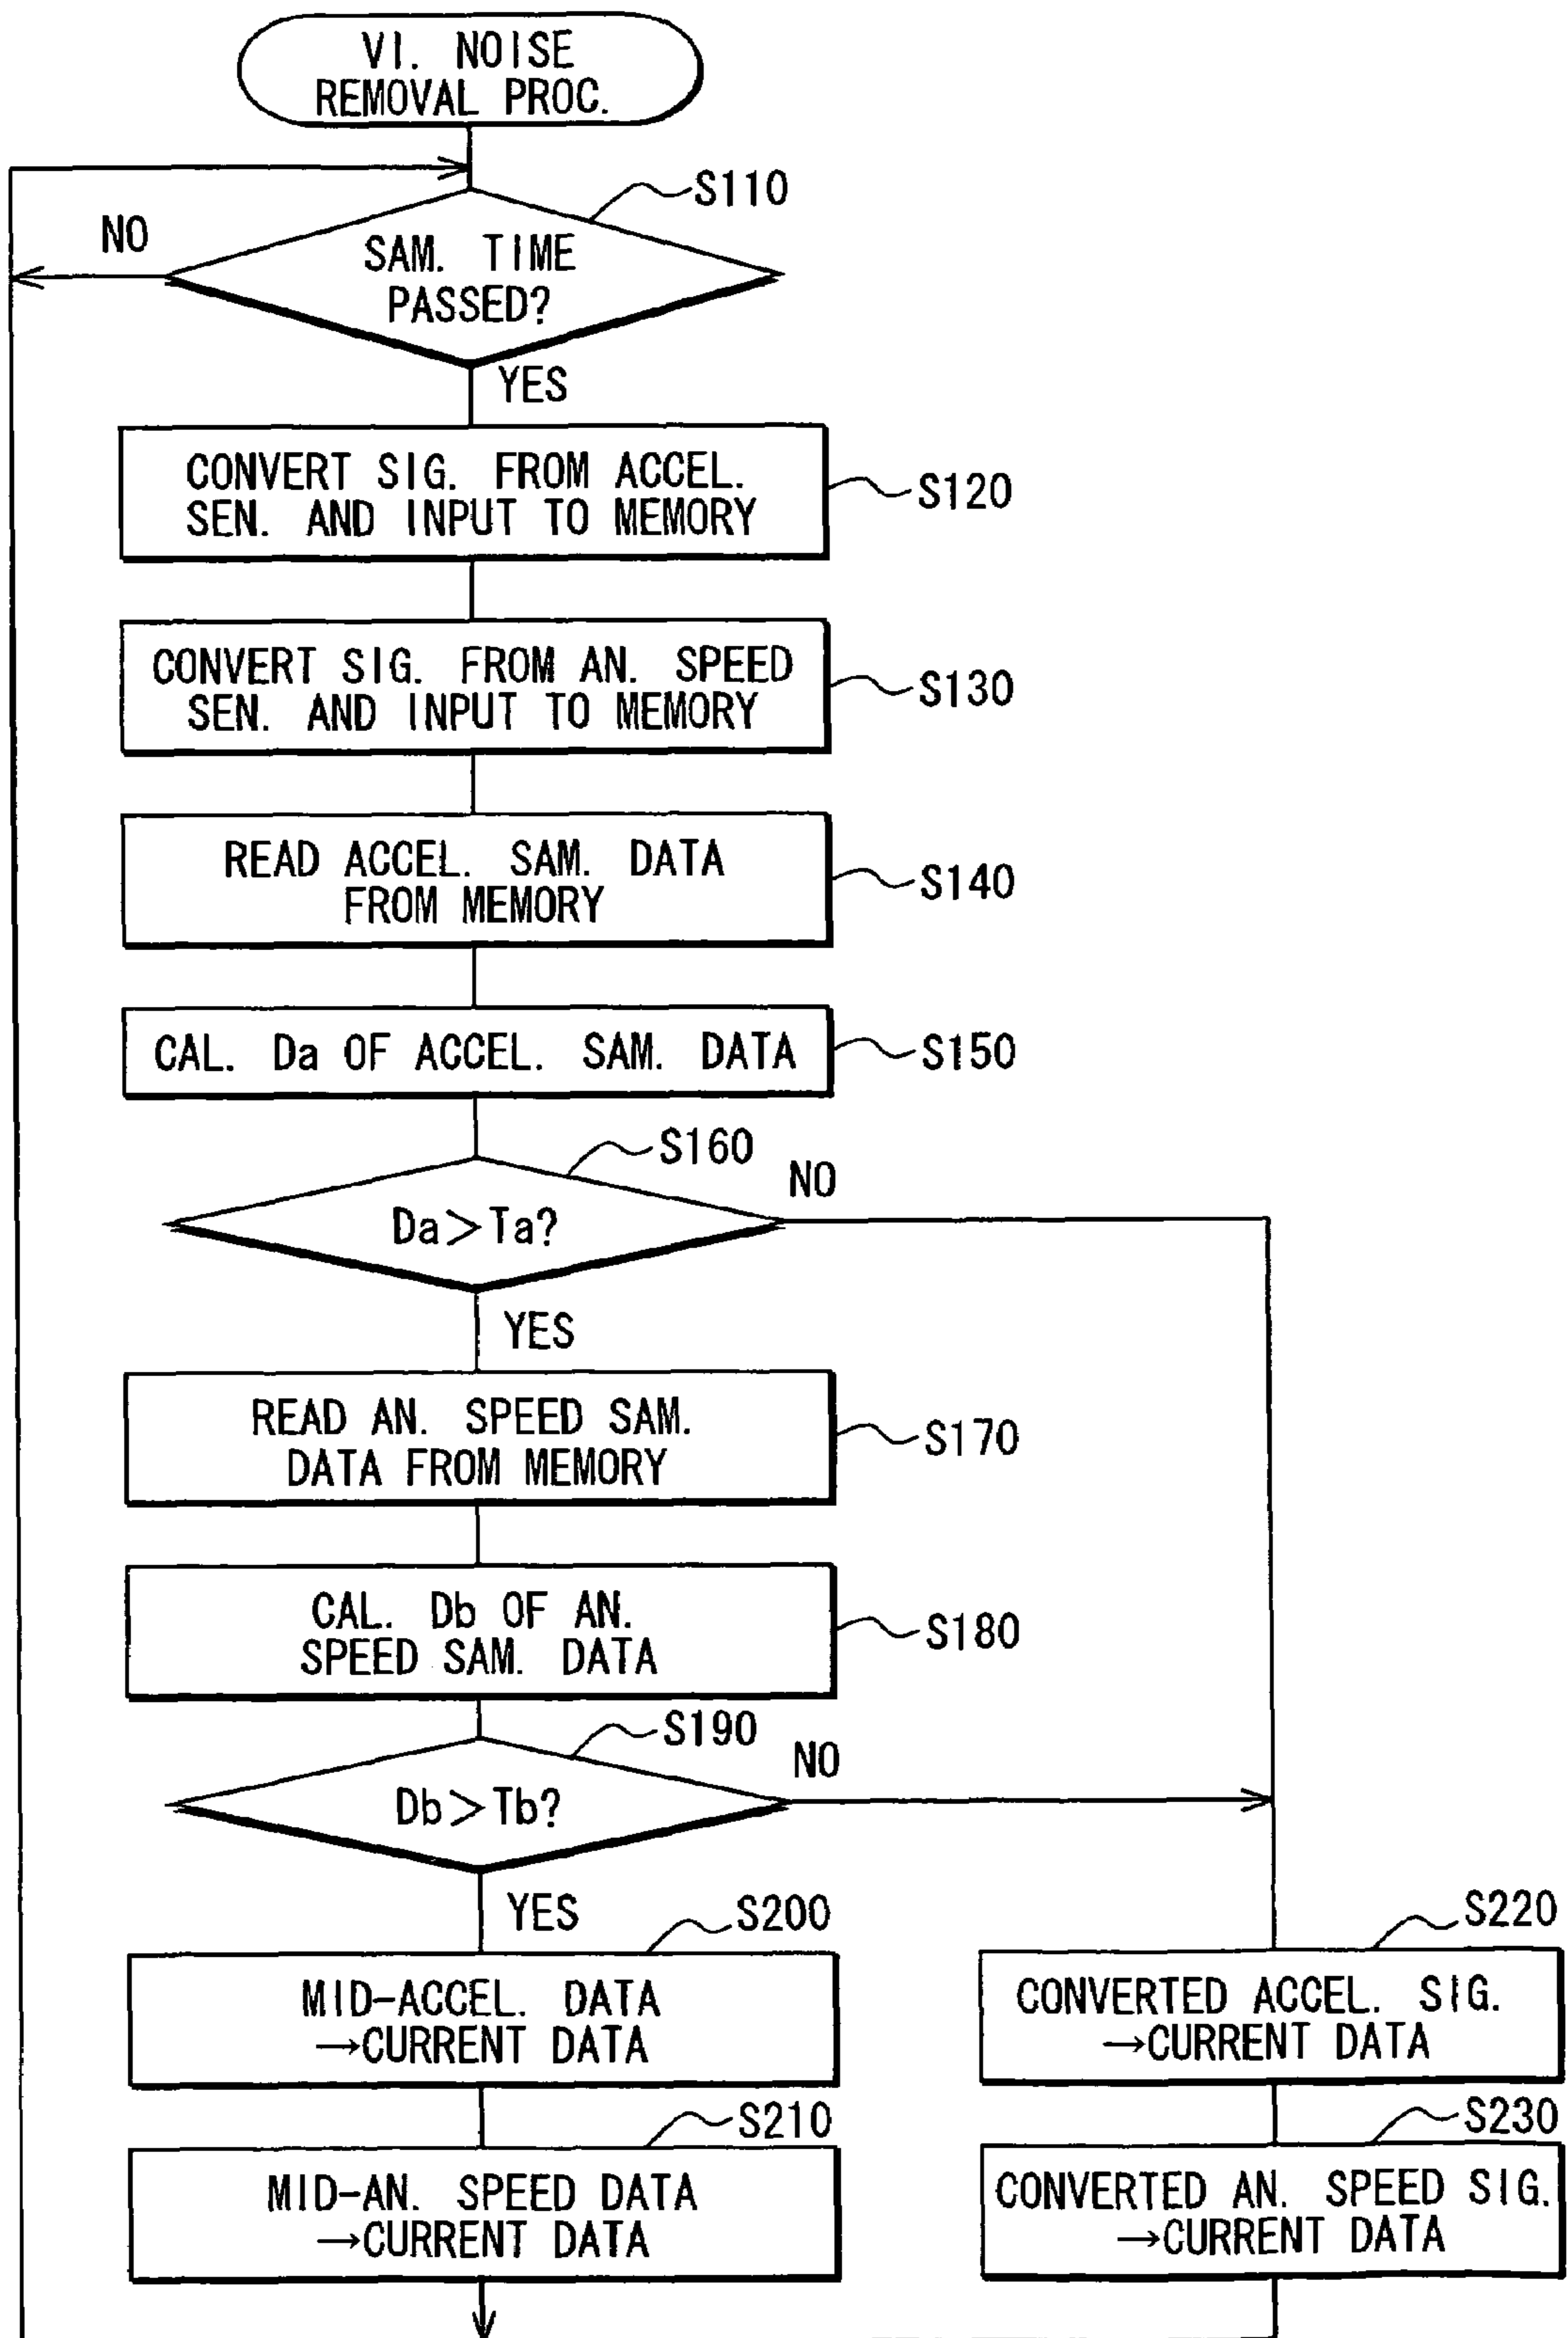 VI. NOISE
REMOVAL PROC.
S110
NO
SAM. TIME
PASSED?
YES
CONVERT SIG. FROM ACCEL.
SEN. AND INPUT TO MEMORY
S120
CONVERT SIG. FROM AN. SPEED
SEN. AND INPUT TO MEMORY
S130
READ ACCEL. SAM. DATA
FROM MEMORY
S140
CAL. Da OF ACCEL. SAM. DATA
S150
S160
NO
Da>Ta?
YES
READ AN. SPEED SAM.
DATA FROM MEMORY
S170
CAL. Db OF AN.
SPEED SAM. DATA
S180
S190
NO
Db>Tb?
YES
S200
MID-ACCEL. DATA
→CURRENT DATA
S210
MID-AN. SPEED DATA
→CURRENT DATA
S220
CONVERTED ACCEL. SIG.
→CURRENT DATA
S230
CONVERTED AN. SPEED SIG.
→CURRENT DATA